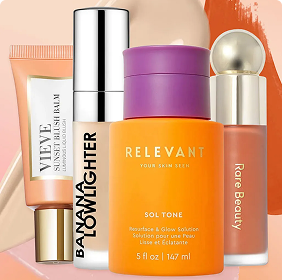 VIEVE
SUNSET BLUSH BALM
BANANA
LOWLIGHTER
RELEVANT
YOUR SKIN SEEN
SOL TONE
Resurface & Glow Solution
Solution pour une Peau
Lisse et Éclatante
5 fl oz | 147 ml
Rare Beauty